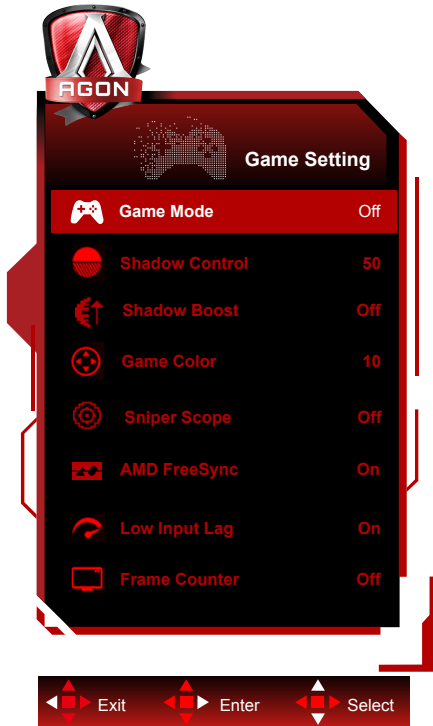 AGON
Game Setting
Game Mode Off
Shadow Control 50
Shadow Boost Off
Game Color 10
Sniper Scope Off
AMD FreeSync On
Low Input Lag On
Frame Counter Off
Exit Enter Select